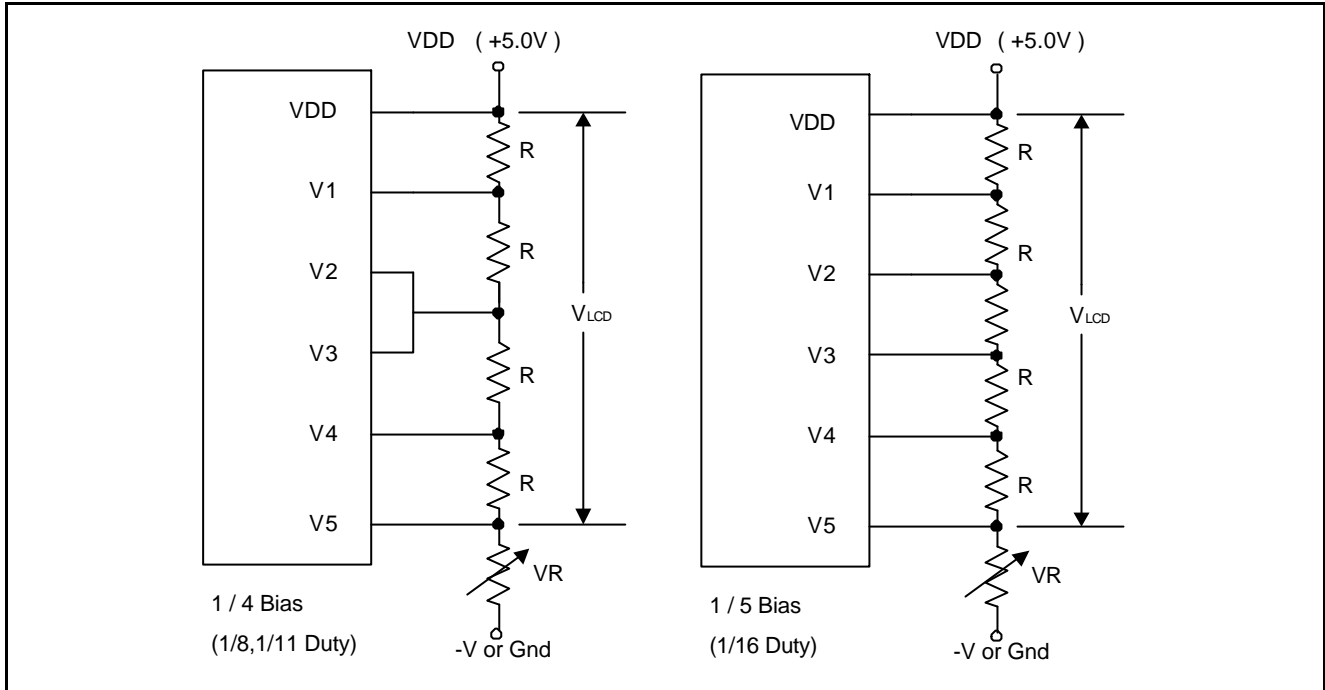 VDD ( +5.0V )
VDD
R
V1
R
V2
VLCD
V3
R
V4
R
V5
VR
1 / 4 Bias
(1/8,1/11 Duty)
-V or Gnd
VDD ( +5.0V )
VDD
R
V1
R
V2
VLCD
V3
R
V4
R
V5
VR
1 / 5 Bias
(1/16 Duty)
-V or Gnd